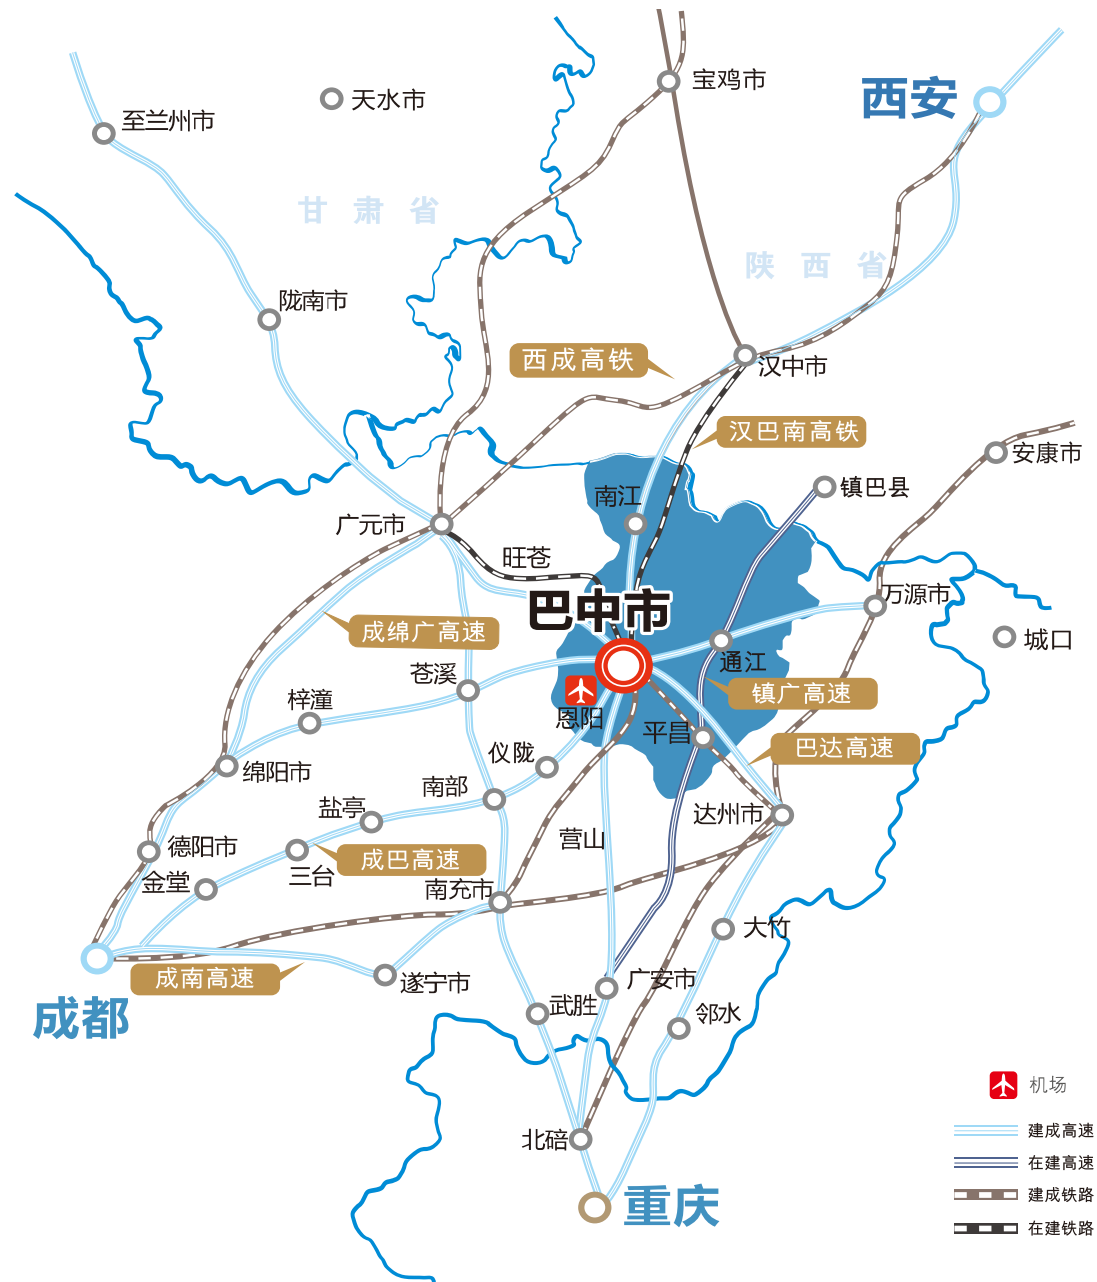 宝鸡市
西安
天水市
至兰州市
甘肃省
陕西省
陇南市
西成高铁
汉中市
汉巴南高铁
安康市
镇巴县
南江
广元市
旺苍
万源市
巴中市
成绵广高速
城口
通江
苍溪
镇广高速
梓潼
恩阳
平昌
巴达高速
仪陇
绵阳市
南部
盐亭
达州市
营山
德阳市
成巴高速
三台
金堂
南充市
大竹
成南高速
遂宁市
广安市
武胜
邻水
成都
机场
建成高速
北碚
在建高速
建成铁路
重庆
在建铁路